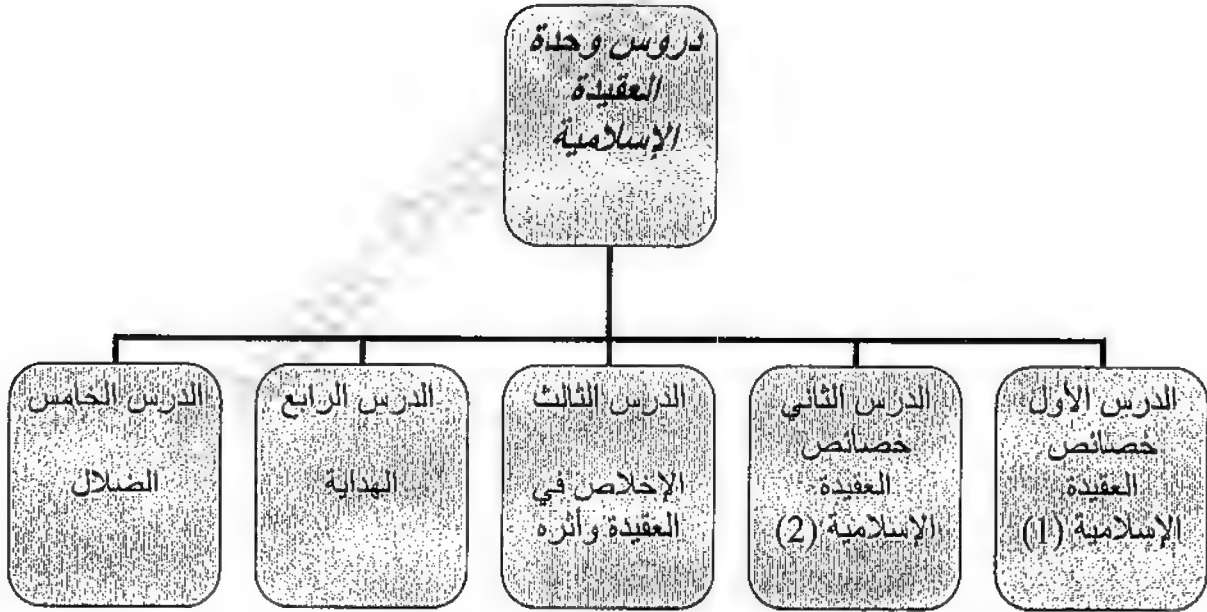 دروس وحدة
العقيدة
الإسلامية
الدرس الأول
خصائص
العقيدة
الإسلامية (1)
الدرس الثاني
خصائص
العقيدة
الإسلامية (2)
الدرس الثالث
الإخلاص في
العقيدة وأثره
الدرس الرابع
الهداية
الدرس الخامس
الضلال